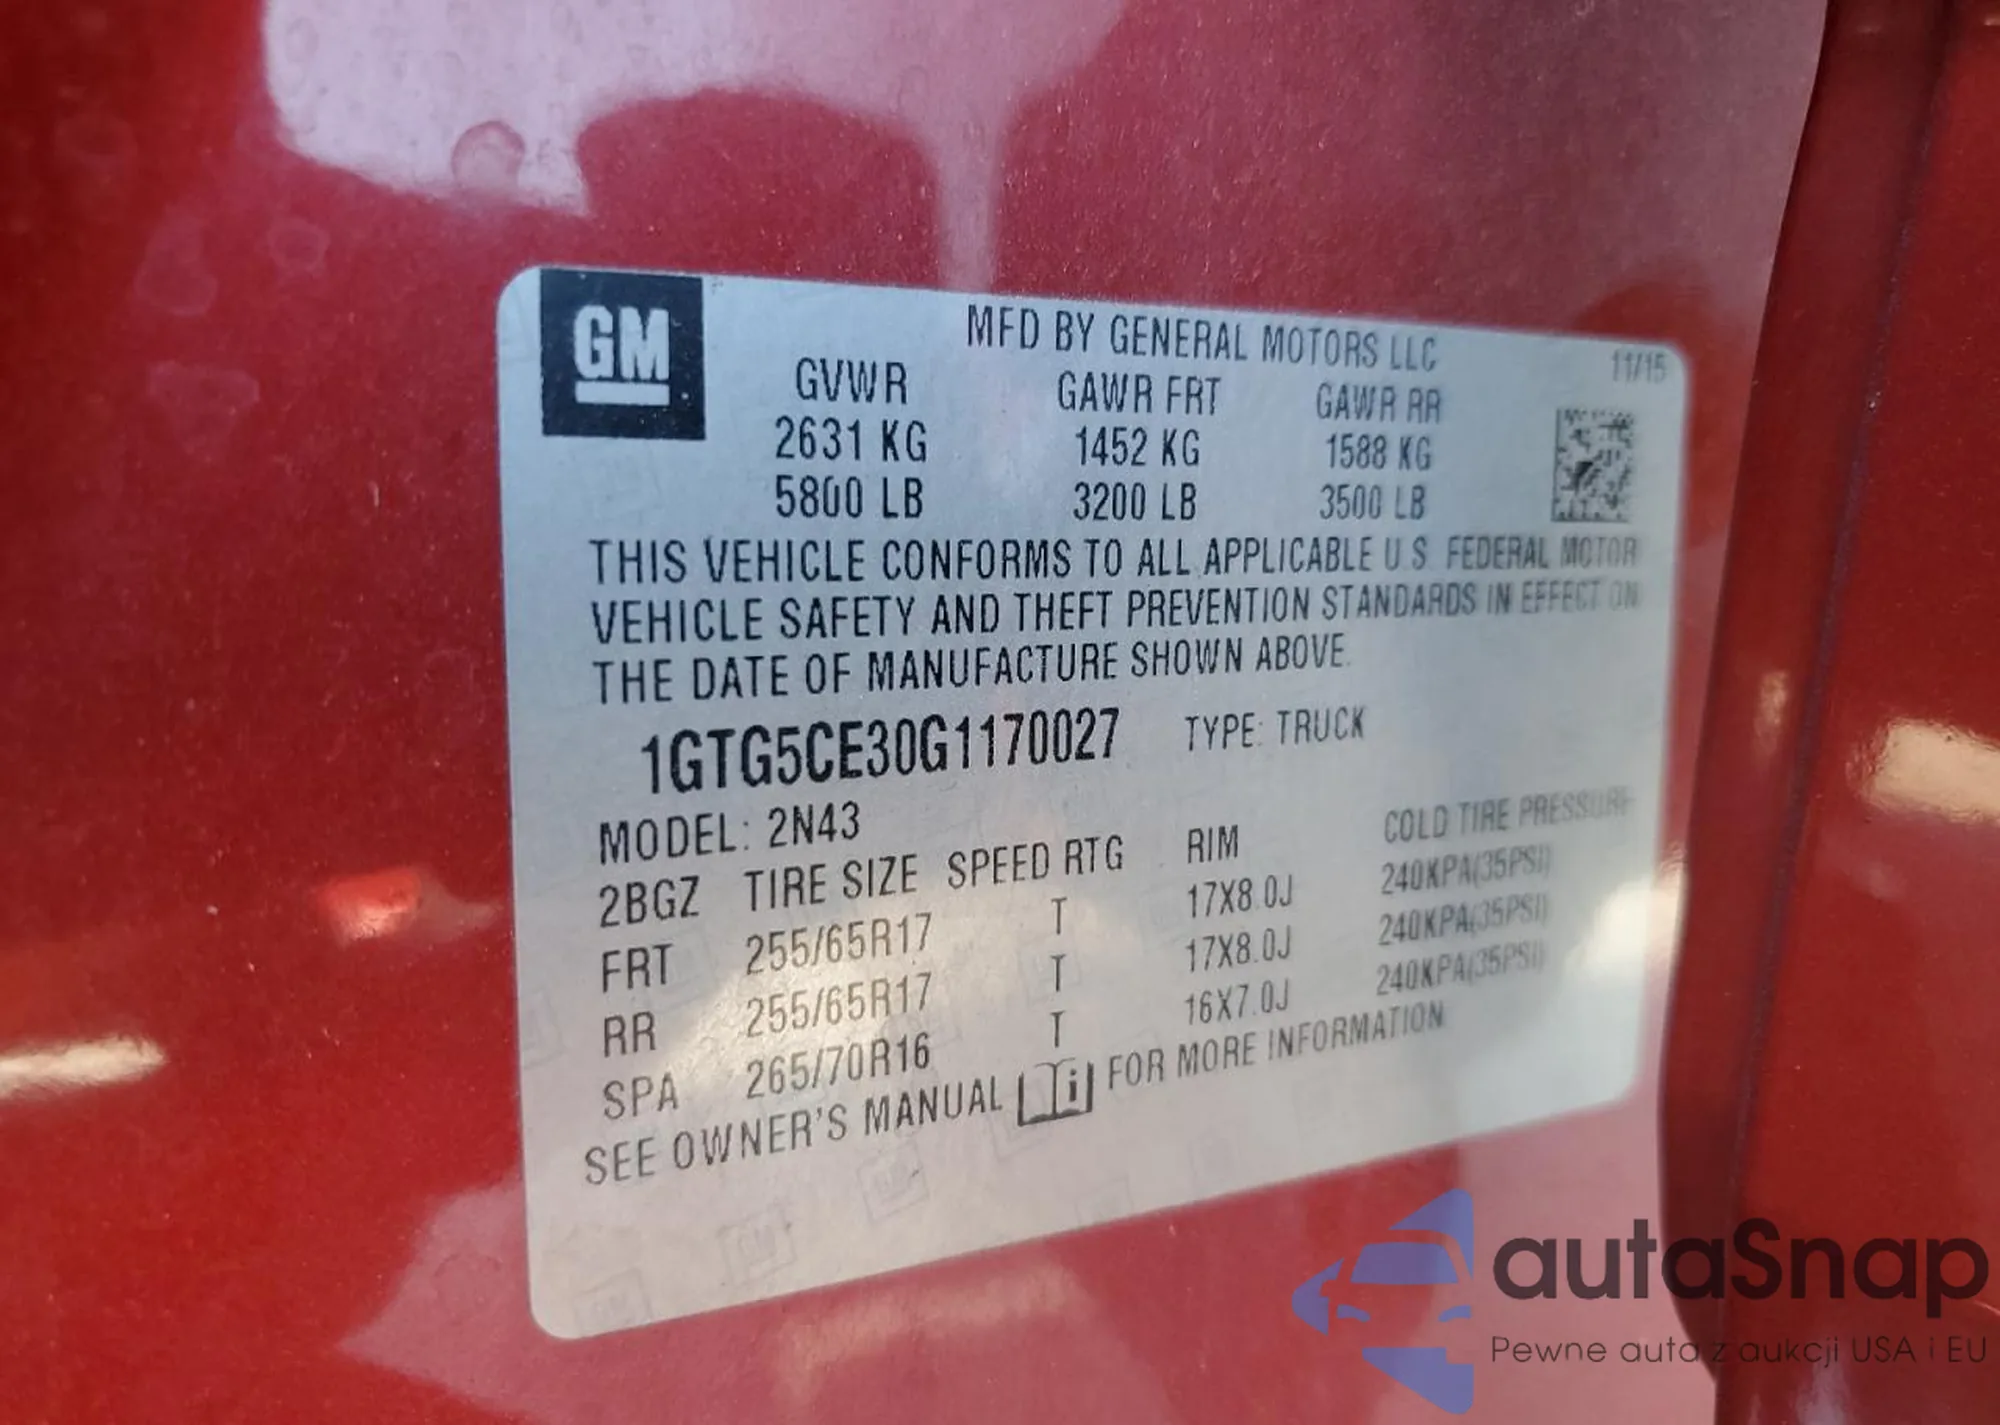 GM
MFD BY GENERAL MOTORS LLC
11/15
GVWR GAWR FRT GAWR RR
2631 KG 1452 KG 1588 KG
5800 LB 3200 LB 3500 LB
THIS VEHICLE CONFORMS TO ALL APPLICABLE U.S. FEDERAL MOTOR
VEHICLE SAFETY AND THEFT PREVENTION STANDARDS IN EFFECT ON
THE DATE OF MANUFACTURE SHOWN ABOVE.
1GTG5CE30G1170027 TYPE: TRUCK
MODEL: 2N43
2BGZ TIRE SIZE SPEED RTG RIM COLD TIRE PRESSURE
FRT 255/65R17 T 17X8.0J 240KPA(35PSI)
RR 255/65R17 T 17X8.0J 240KPA(35PSI)
SPA 265/70R16 T 16X7.0J 240KPA(35PSI)
SEE OWNER'S MANUAL i FOR MORE INFORMATION
autaSnap
Pewne auta z aukcji USA i EU